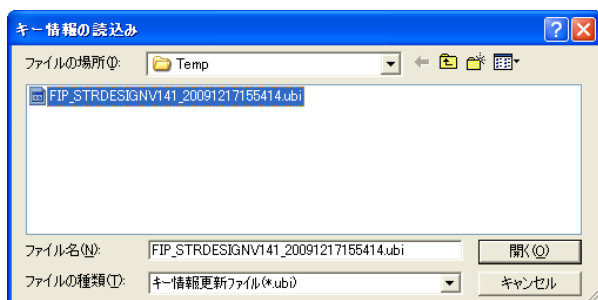 キー情報の読込み
ファイルの場所(I): Temp
FIP_STRDESIGNV141_20091217155414.ubi
ファイル名(N): FIP_STRDESIGNV141_20091217155414.ubi 開く(O)
ファイルの種類(T): キー情報更新ファイル(*.ubi) キャンセル